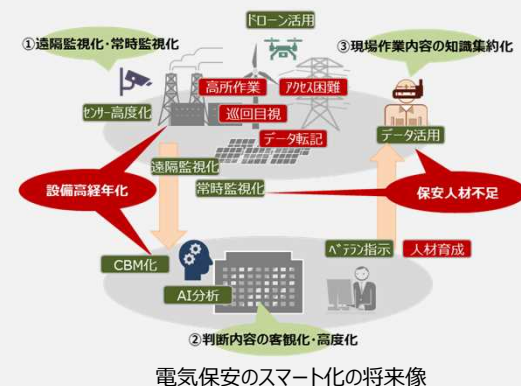 ドローン活用
①遠隔監視化・常時監視化
③現場作業内容の知識集約化
高所作業
アクセス困難
センサー高度化
巡回目視
データ転記
データ活用
遠隔監視化
設備高経年化
常時監視化
保安人材不足
CBM化
AI分析
ベテラン指示
人材育成
②判断内容の客観化・高度化
電気保安のスマート化の将来像